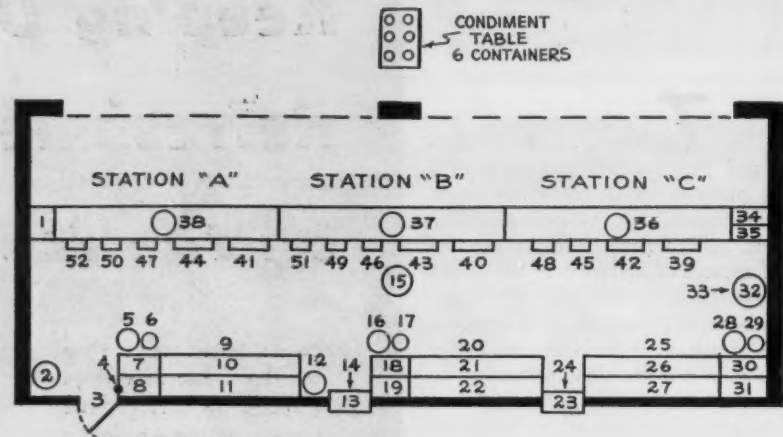 CONDIMENT
TABLE
6 CONTAINERS
STATION "A" STATION "B" STATION "C"
1 38 37 36 34
35
52 50 47 44 41 51 49 46 43 40 48 45 42 39
15 33 32
5 6 9 16 17 20 25 28 29
4 7 10 12 14 18 21 24 26 30
2 3 8 11 13 19 22 23 27 31